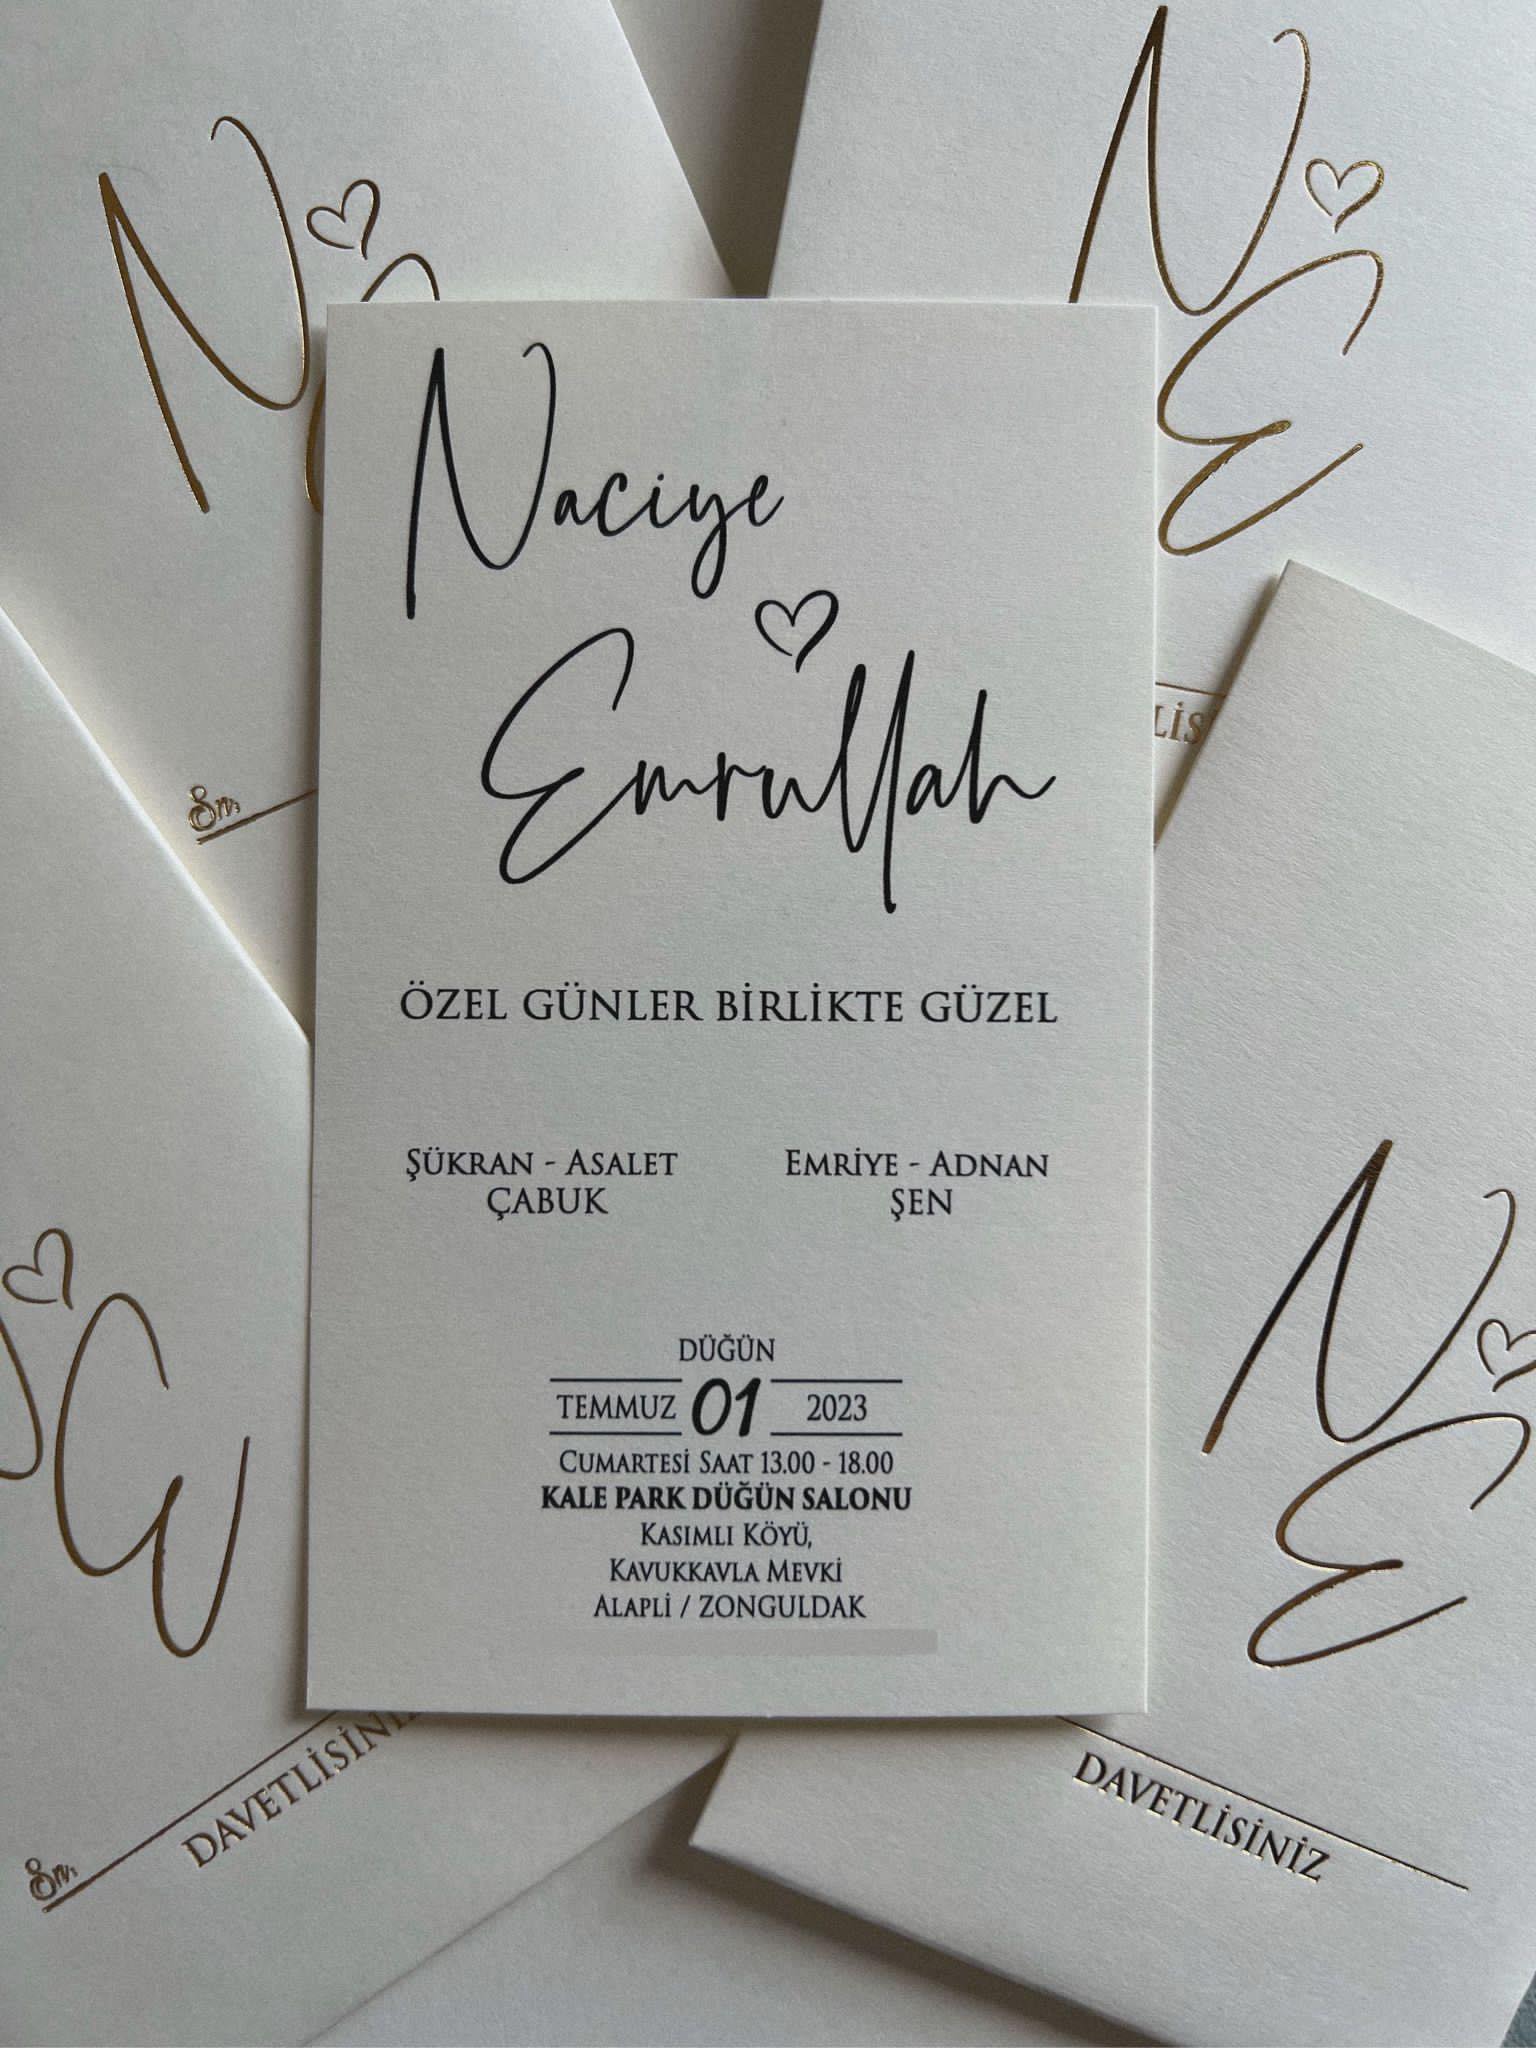 N
E
Sn.
N
E
LİS
Naciye
Emrullah
ÖZEL GÜNLER BİRLİKTE GÜZEL
ŞÜKRAN - ASALET
ÇABUK
EMRİYE - ADNAN
ŞEN
DÜĞÜN
TEMMUZ 01 2023
CUMARTESİ SAAT 13.00 - 18.00
KALE PARK DÜĞÜN SALONU
KASIMLI KÖYÜ,
KAVUKKAVLA MEVKİ
ALAPLİ / ZONGULDAK
N
E
Sn.
DAVETLİSİNİZ
N
E
DAVETLİSİNİZ